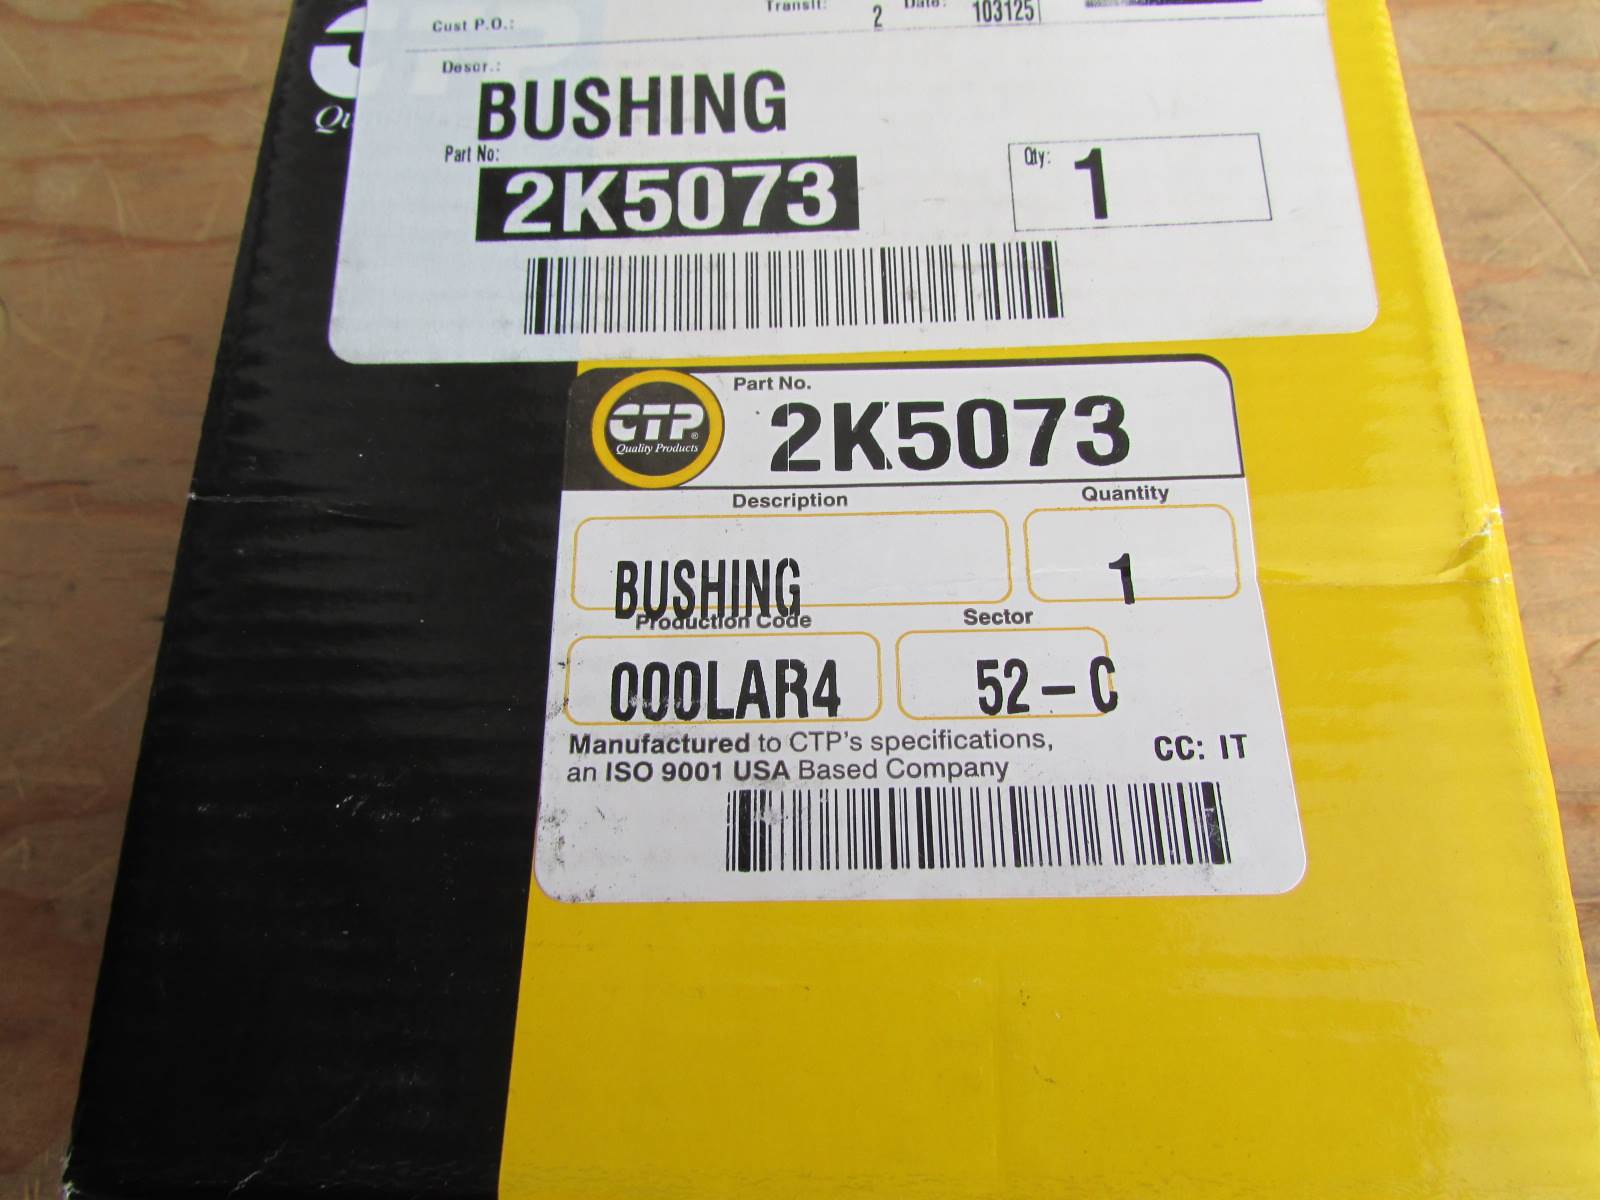 Transit: 2 Date: 103125
Cust P.O.:
Descr.:
BUSHING
Part No:
2K5073
Qty: 1
CTP
Part No.
2K5073
CTP®
Quality Products
Description Quantity
BUSHING 1
Production Code Sector
000LAR4 52-C
Manufactured to CTP's specifications,
an ISO 9001 USA Based Company
CC: IT